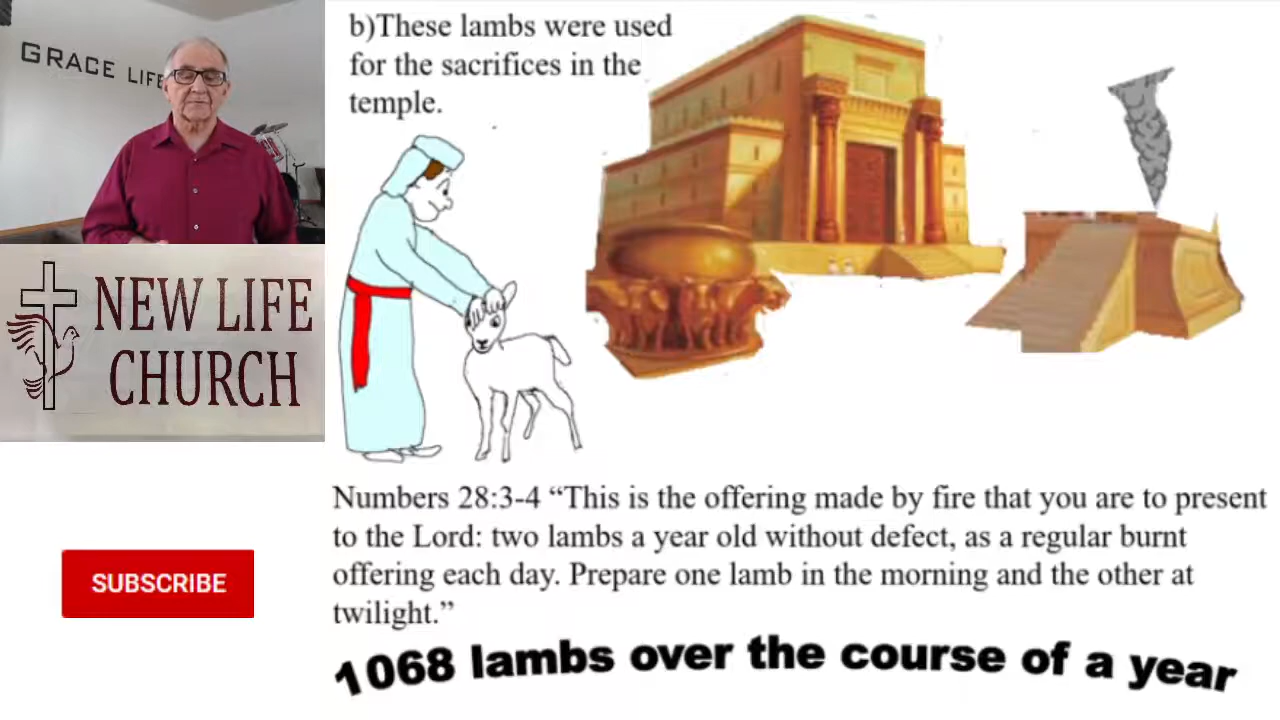 GRACE LIFE
NEW LIFE
CHURCH
SUBSCRIBE
b)These lambs were used
for the sacrifices in the
temple.
Numbers 28:3-4 “This is the offering made by fire that you are to present
to the Lord: two lambs a year old without defect, as a regular burnt
offering each day. Prepare one lamb in the morning and the other at
twilight.”
1068 lambs over the course of a year